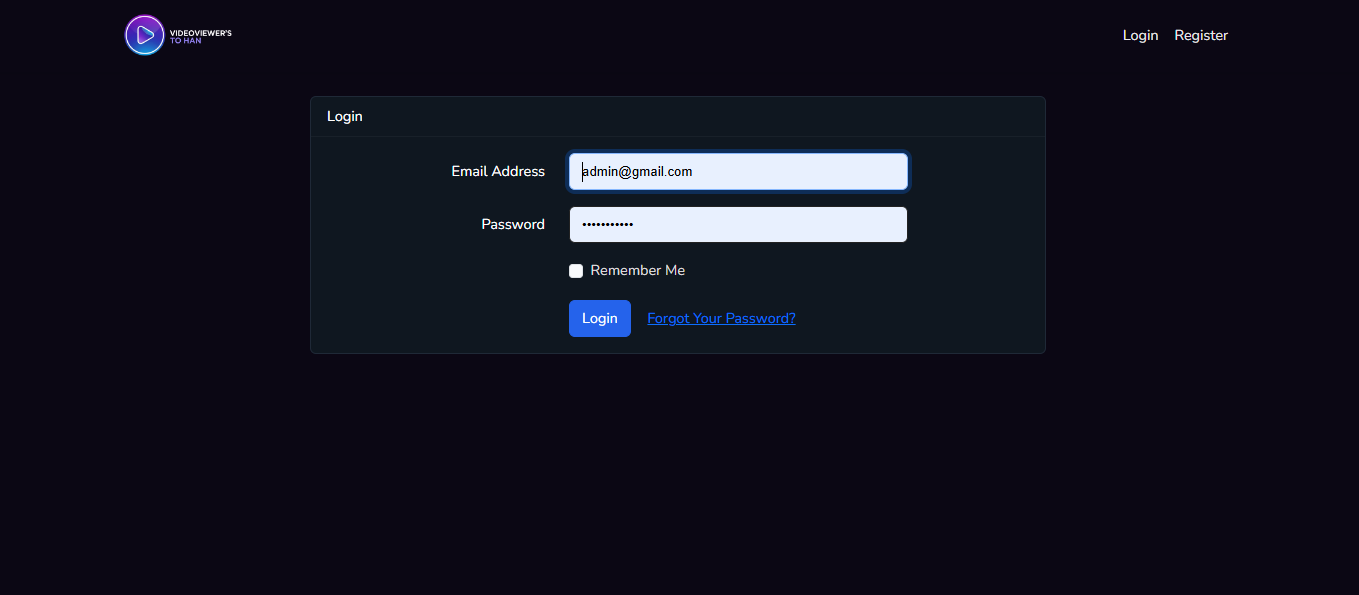 VIDEOVIEWER'S
TO HAN
Login Register
Login
Email Address admin@gmail.com
Password •••••••••••
Remember Me
Login Forgot Your Password?